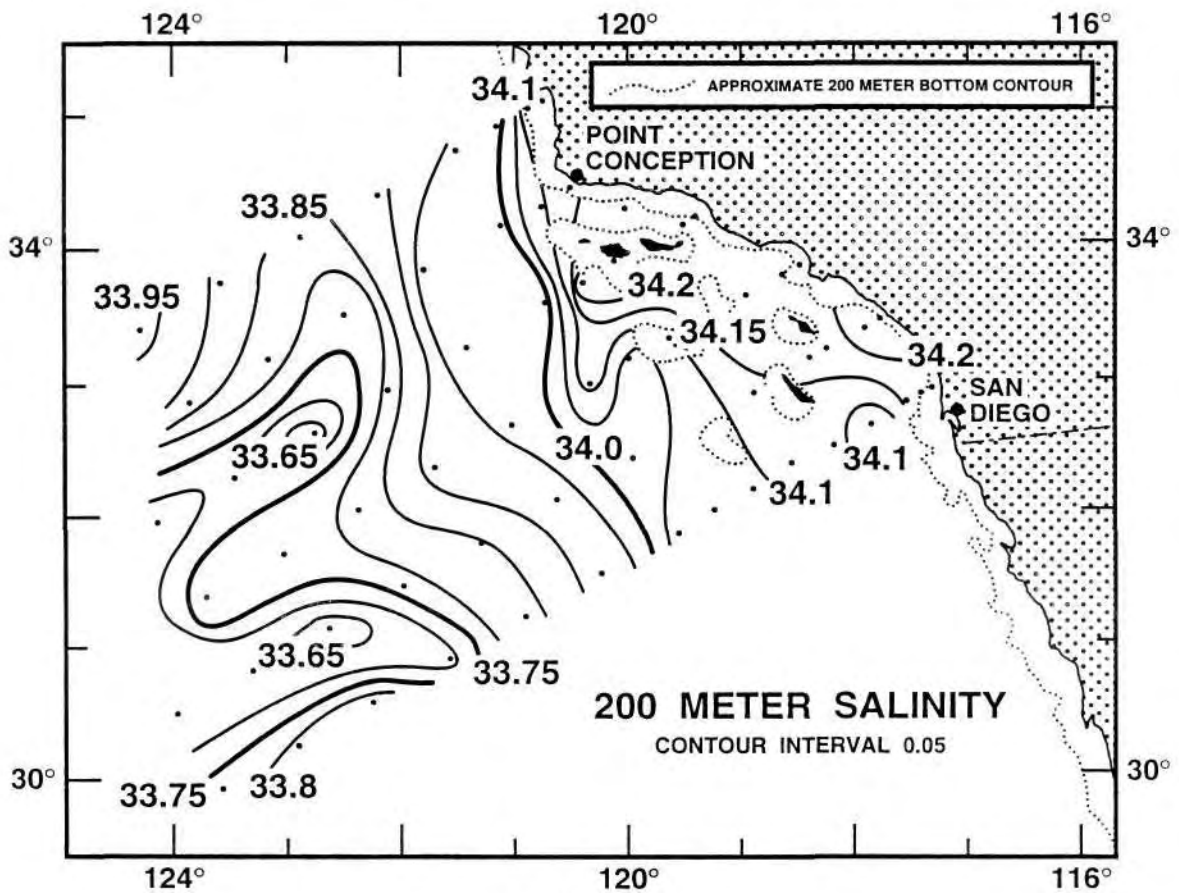 124° 120° 116°
APPROXIMATE 200 METER BOTTOM CONTOUR
34.1
POINT
CONCEPTION
33.85
34° 34°
33.95
34.2
34.15
34.2
SAN
DIEGO
33.65
34.0
34.1
34.1
33.65
33.75
200 METER SALINITY
CONTOUR INTERVAL 0.05
30° 30°
33.75
33.8
124° 120° 116°